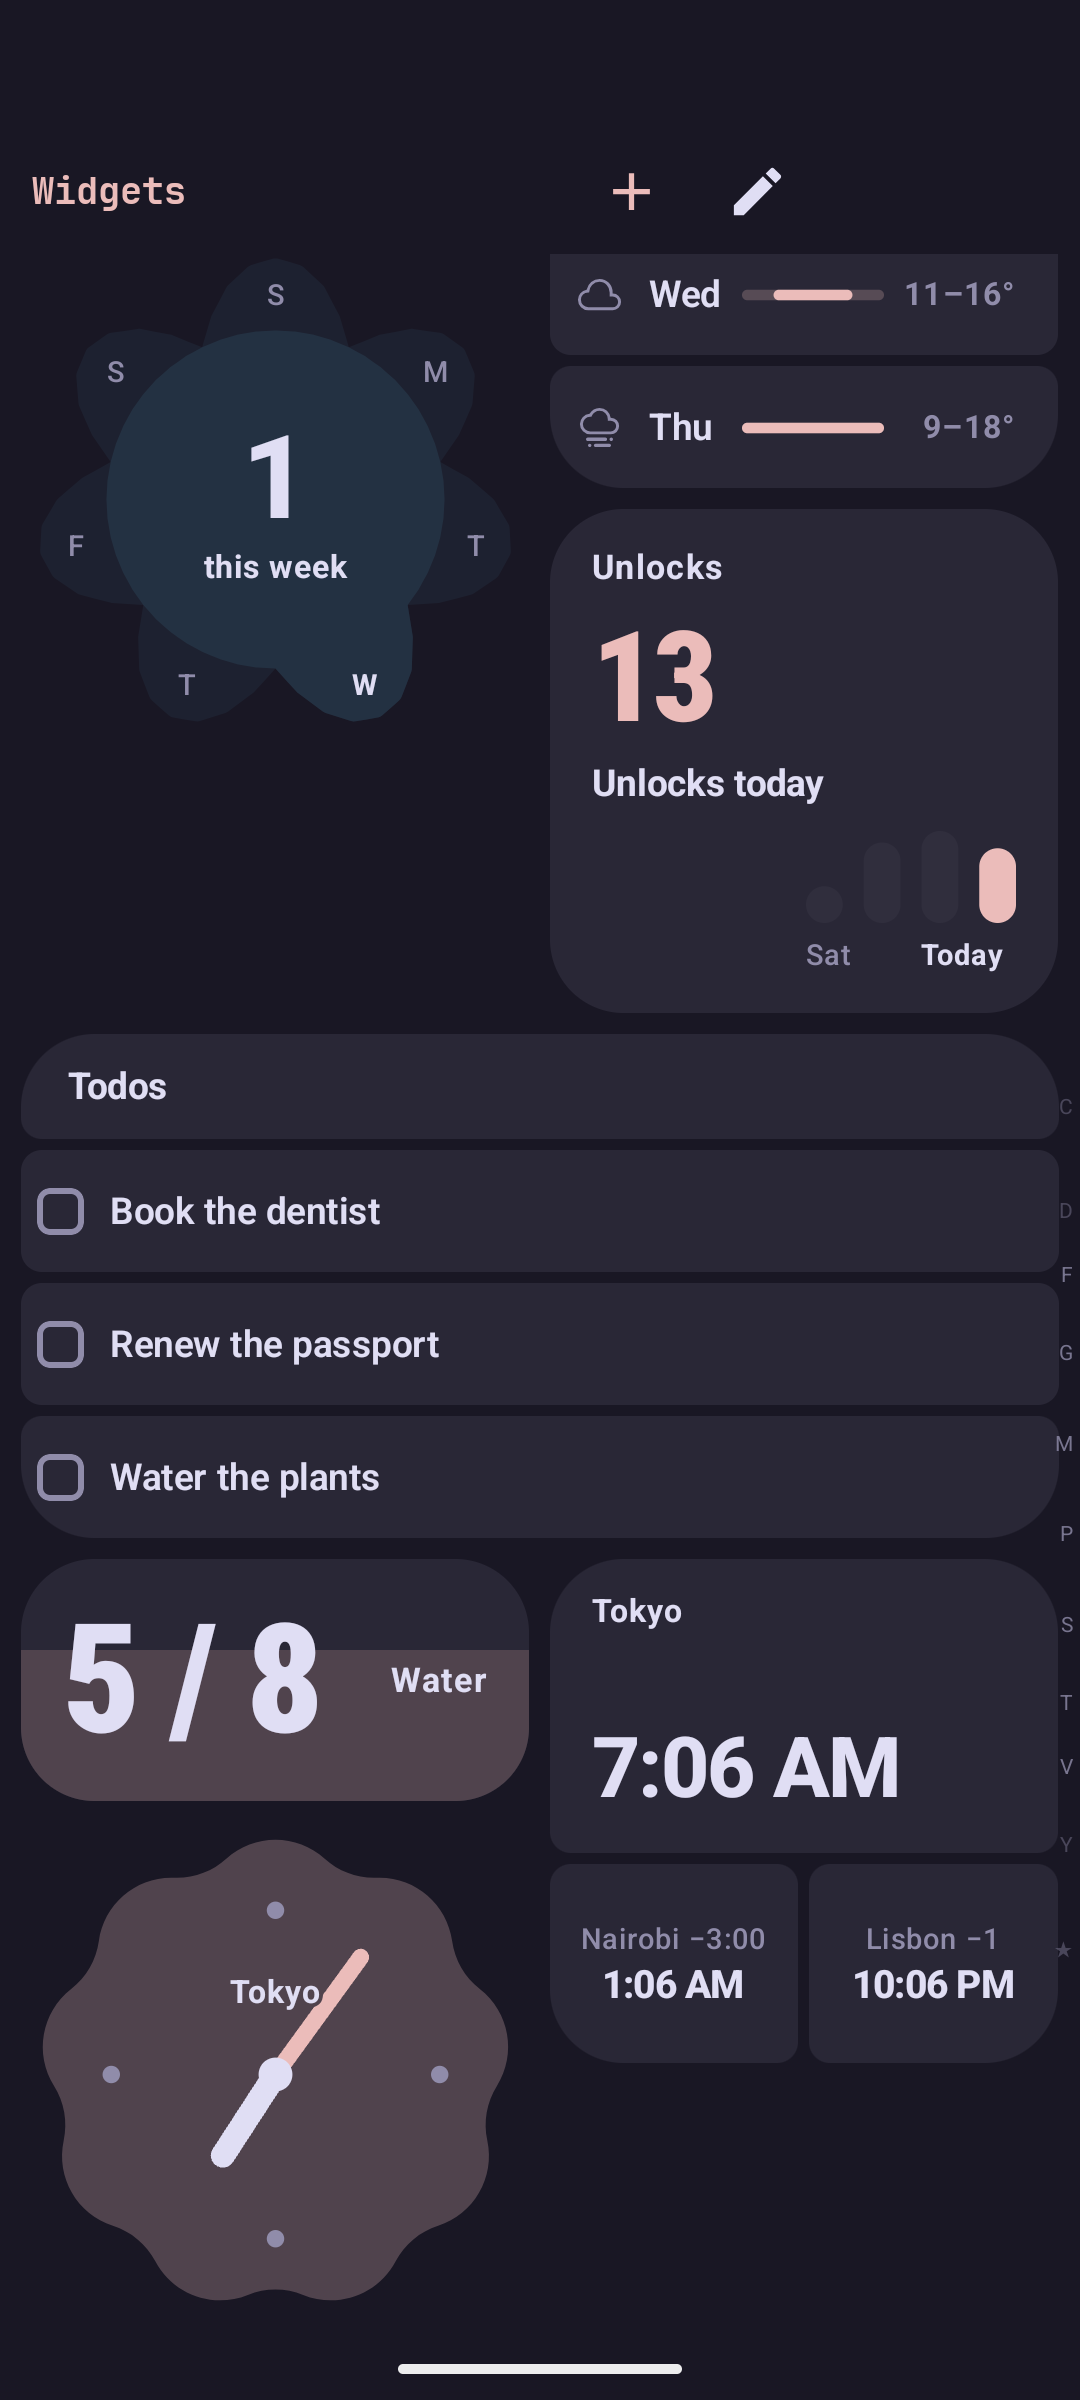 Widgets
S
S
M
F
T
T
W
1
this week
Wed 11–16°
Thu 9–18°
Unlocks
13
Unlocks today
Sat Today
Todos
Book the dentist
Renew the passport
Water the plants
5 / 8 Water
Tokyo
7:06 AM
Nairobi −3:00
1:06 AM
Lisbon −1
10:06 PM
Tokyo
C
D
F
G
M
P
S
T
V
Y
★